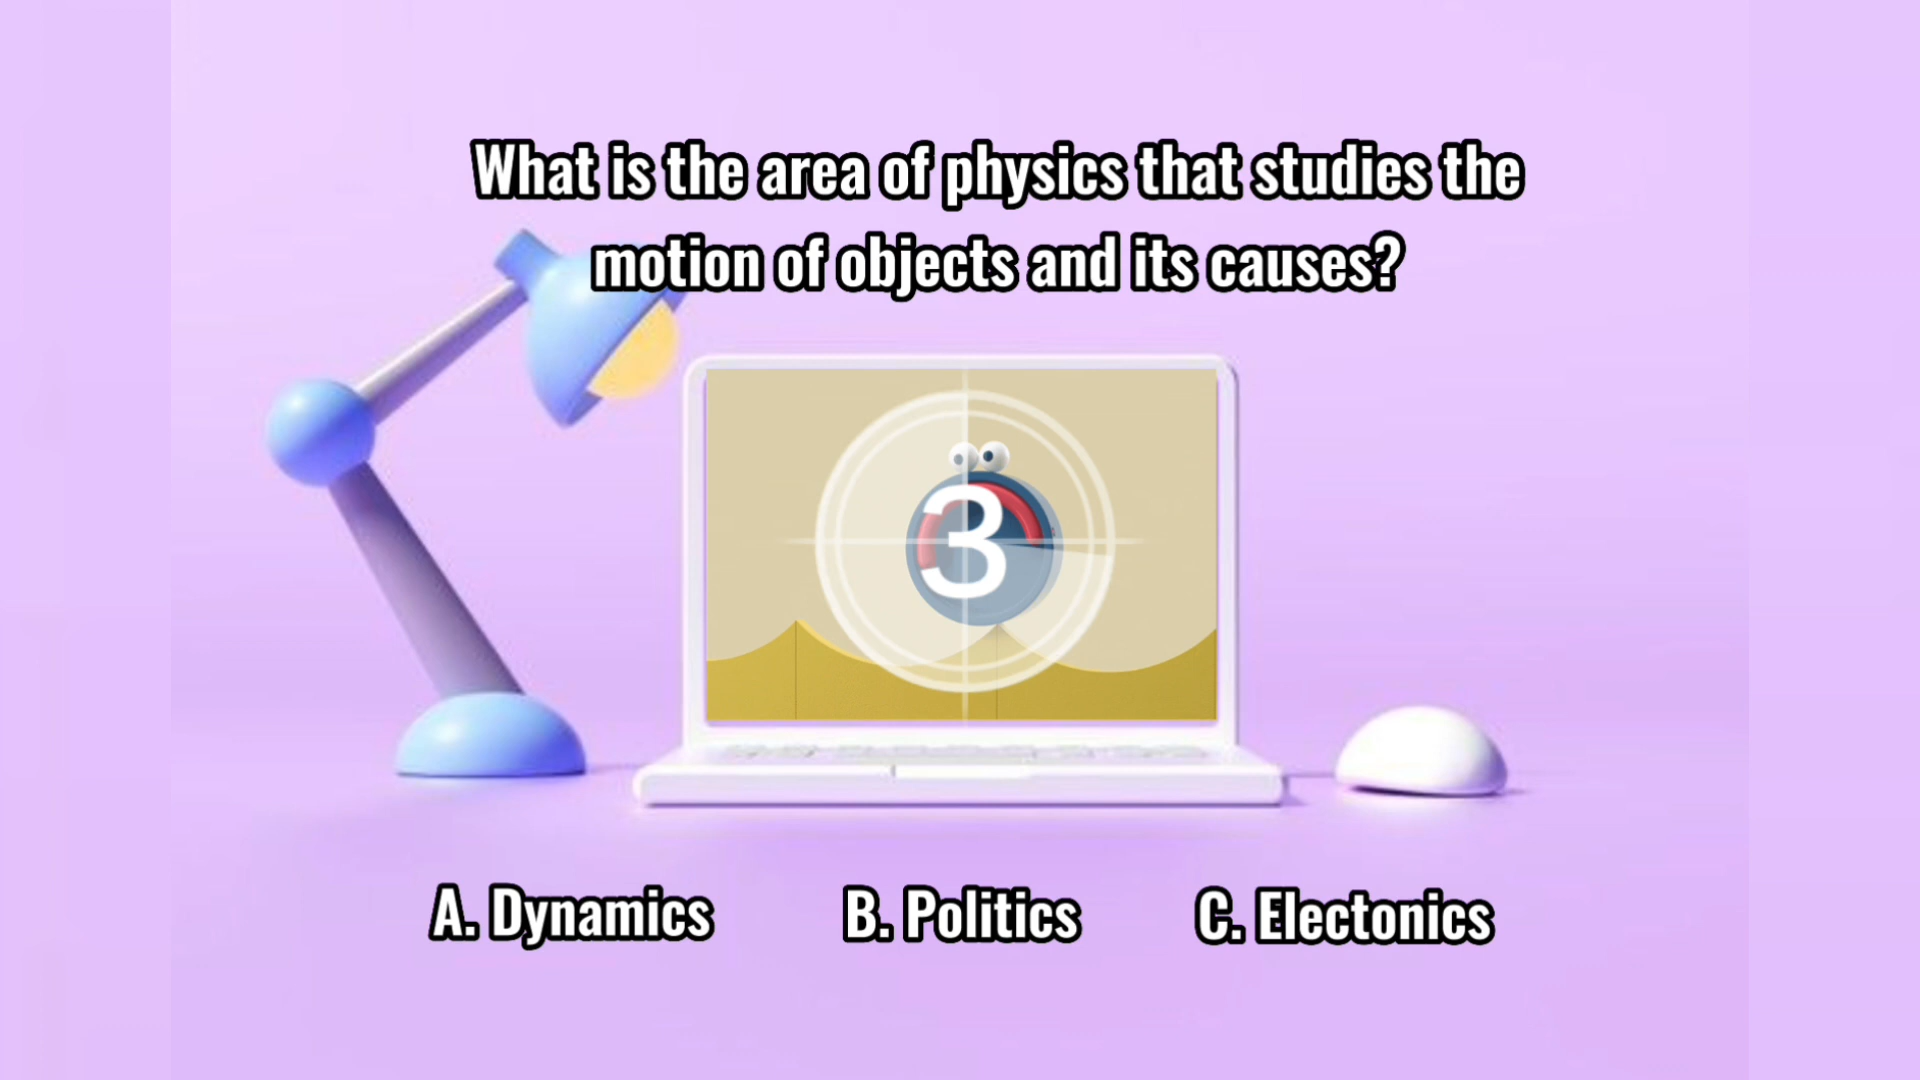 What is the area of physics that studies the
motion of objects and its causes?
3
A. Dynamics B. Politics C. Electonics